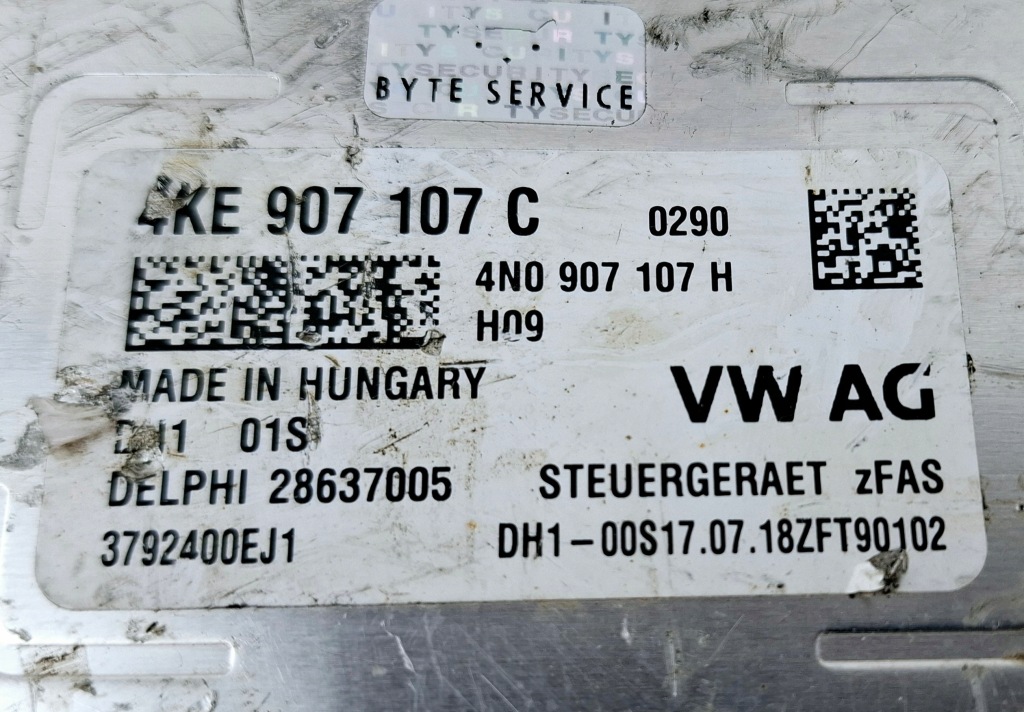 BYTE SERVICE
4KE 907 107 C 0290
4N0 907 107 H
H09
MADE IN HUNGARY
VW AG
DH1 01S
DELPHI 28637005
STEUERGERAET zFAS
3792400EJ1
DH1-00S17.07.18ZFT90102